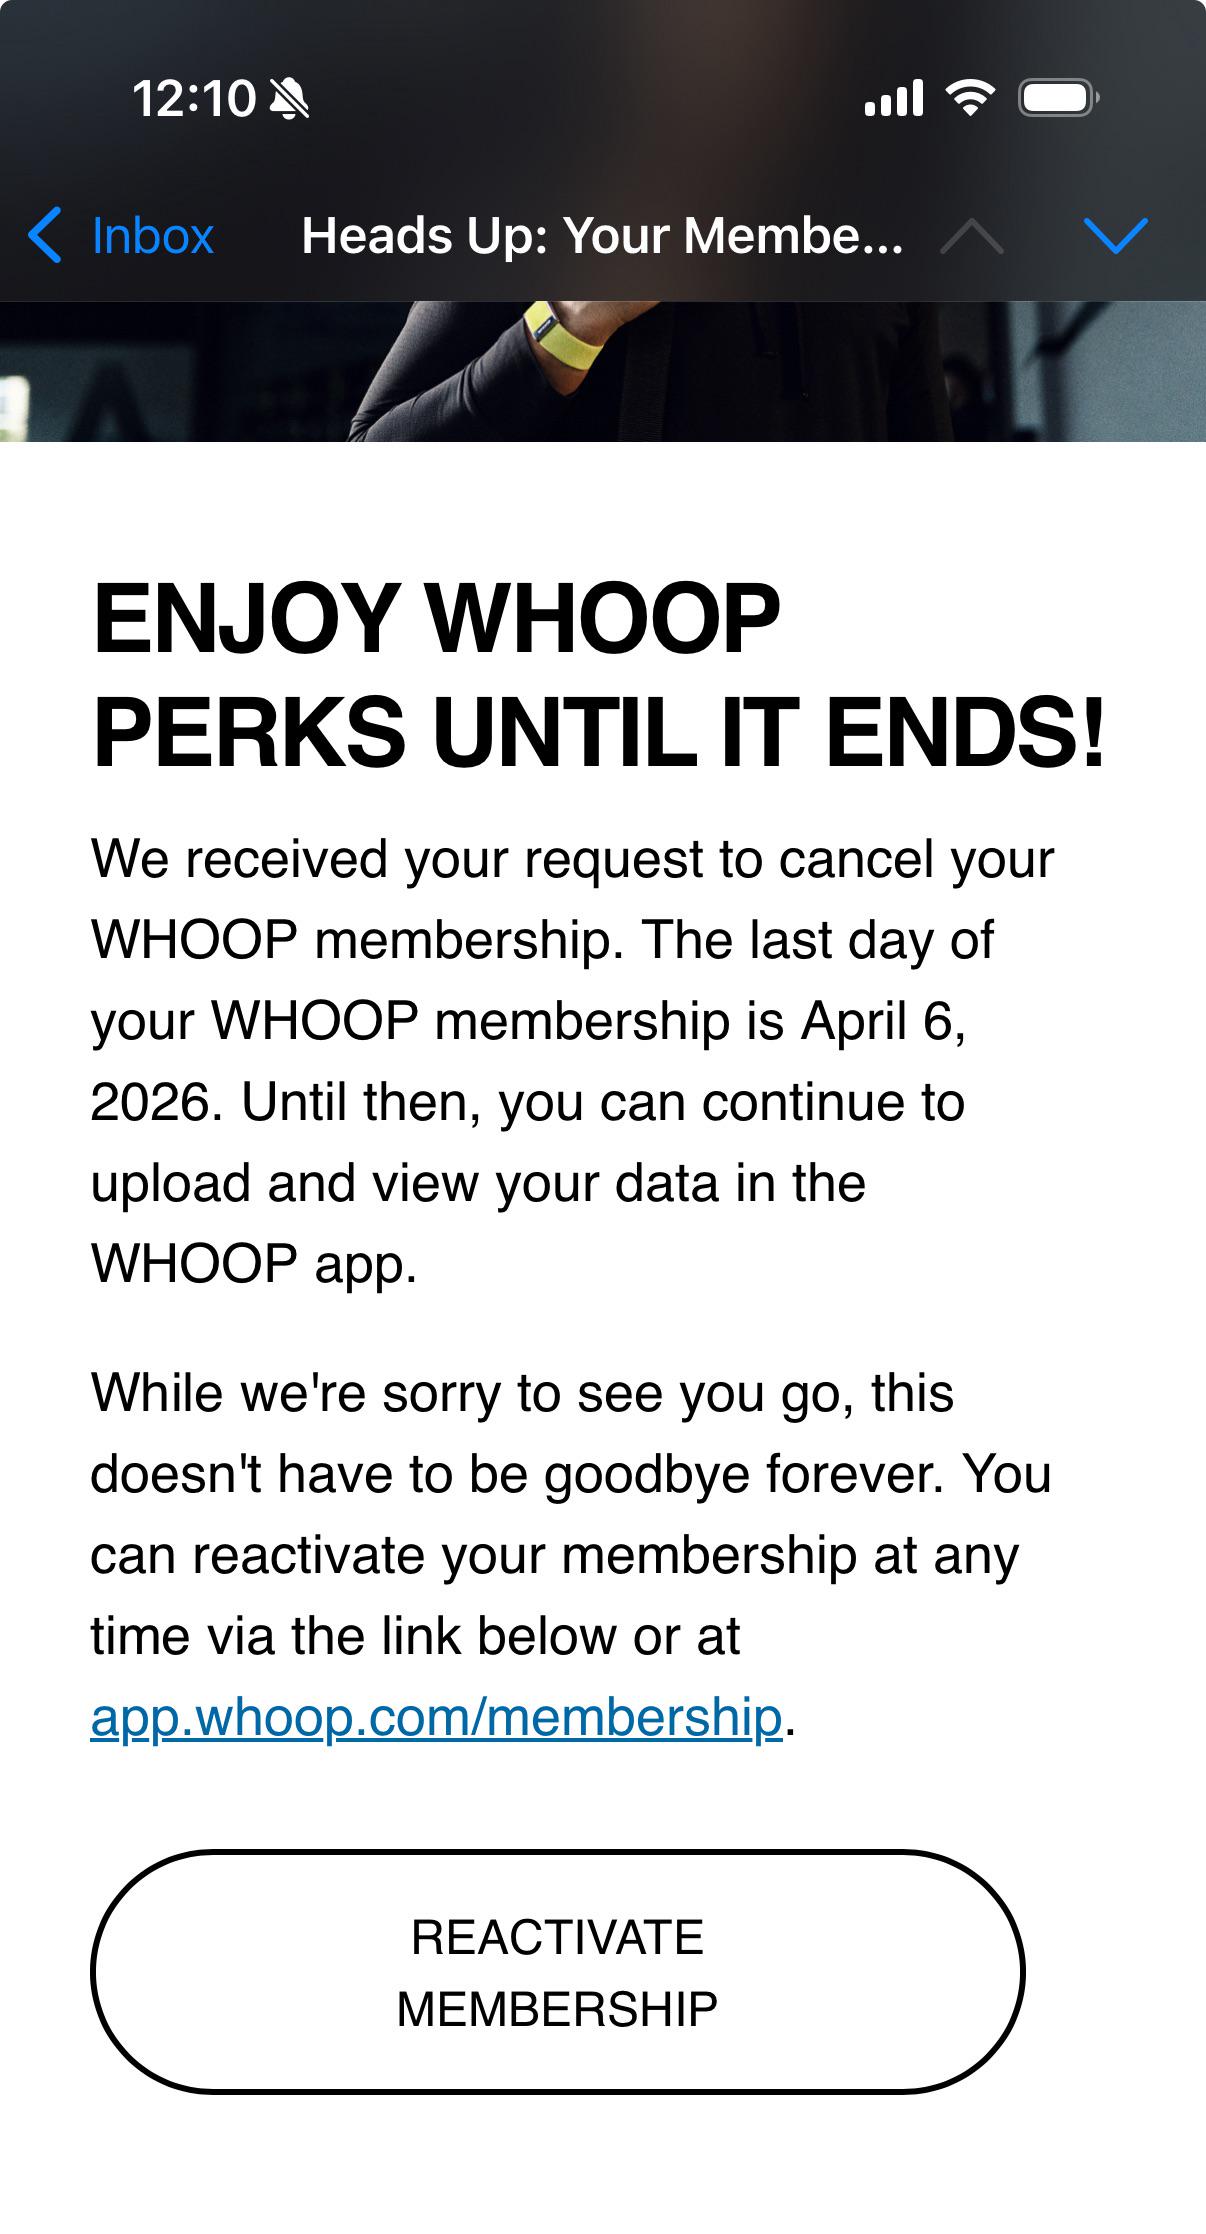 12:10
Inbox
Heads Up: Your Membe...
ENJOY WHOOP
PERKS UNTIL IT ENDS!
We received your request to cancel your
WHOOP membership. The last day of
your WHOOP membership is April 6,
2026. Until then, you can continue to
upload and view your data in the
WHOOP app.
While we're sorry to see you go, this
doesn't have to be goodbye forever. You
can reactivate your membership at any
time via the link below or at
app.whoop.com/membership.
REACTIVATE
MEMBERSHIP